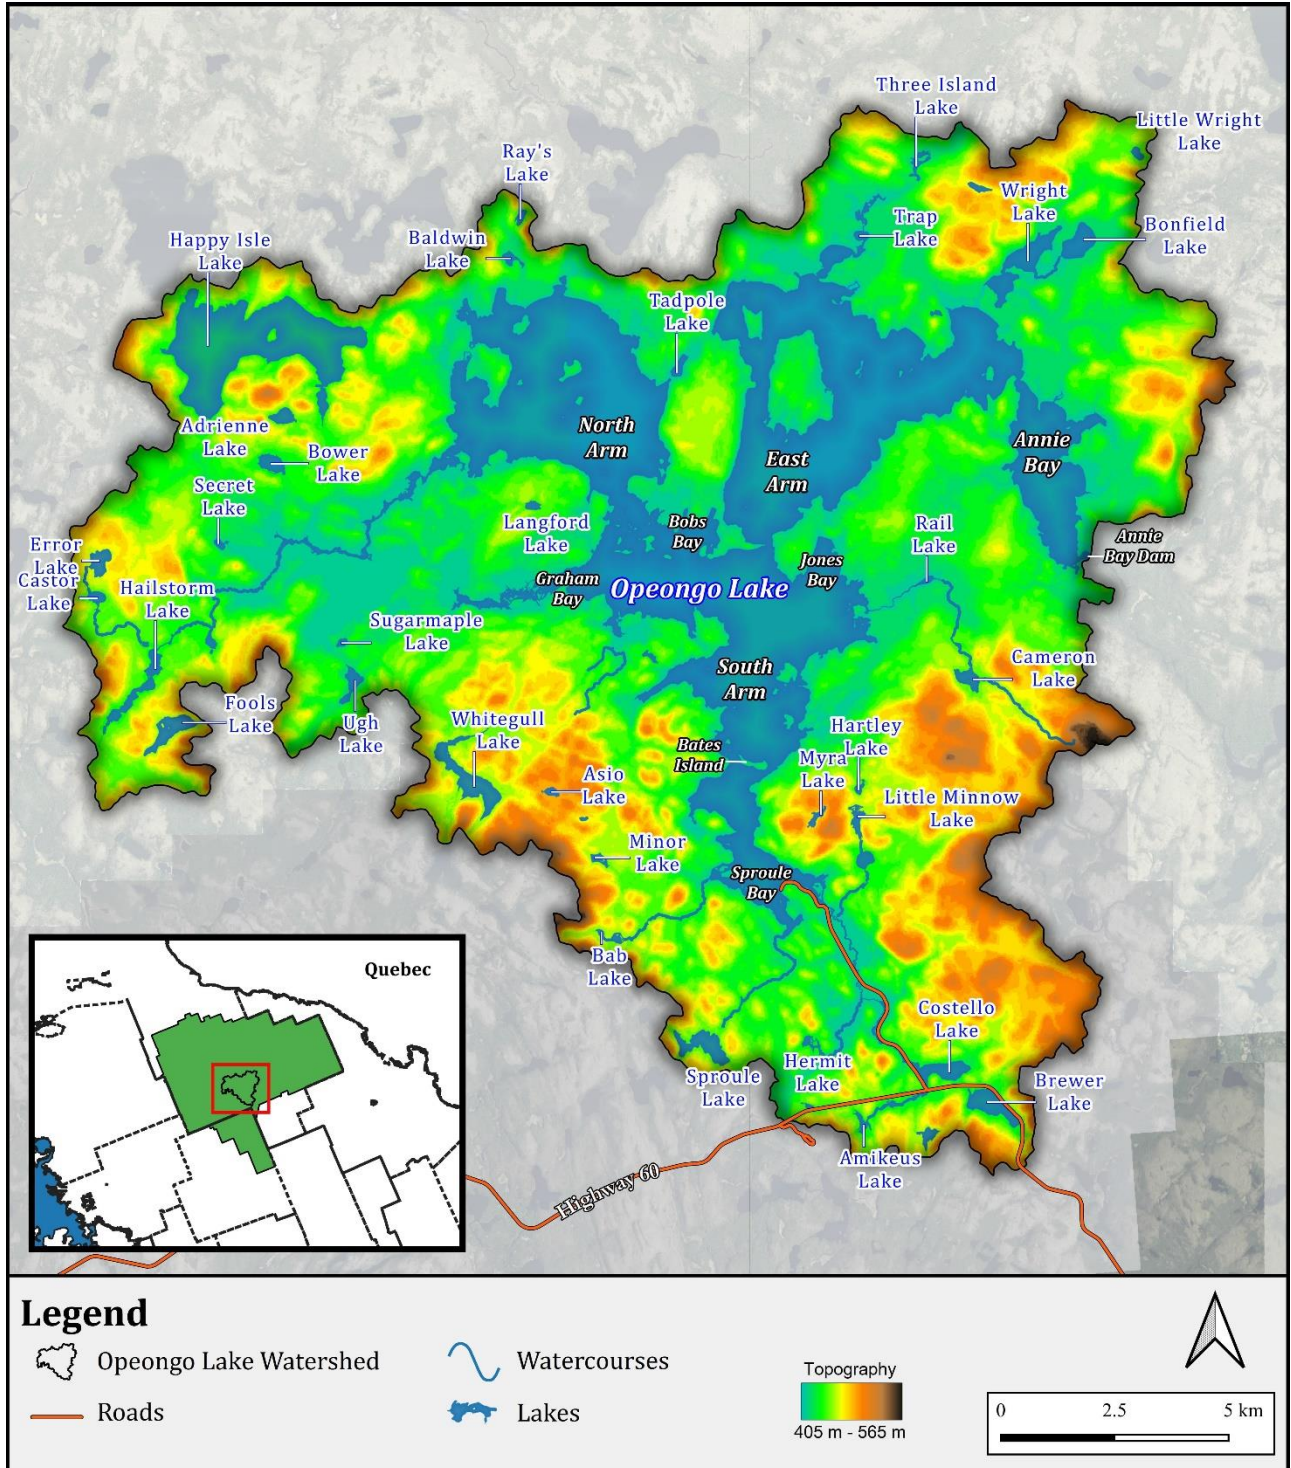 Three Island
Lake
Little Wright
Lake
Ray's
Lake
Wright
Lake
Trap
Lake
Bonfield
Lake
Happy Isle
Lake
Baldwin
Lake
Tadpole
Lake
North
Arm
East
Arm
Annie
Bay
Adrienne
Lake
Bower
Lake
Secret
Lake
Langford
Lake
Bobs
Bay
Rail
Lake
Annie
Bay Dam
Error
Lake
Castor
Lake
Hailstorm
Lake
Graham
Bay
Opeongo Lake
Jones
Bay
Sugarmaple
Lake
South
Arm
Cameron
Lake
Fools
Lake
Ugh
Lake
Whitegull
Lake
Bates
Island
Hartley
Lake
Myra
Lake
Asio
Lake
Little Minnow
Lake
Minor
Lake
Sproule
Bay
Bab
Lake
Costello
Lake
Sproule
Lake
Hermit
Lake
Brewer
Lake
Amikeus
Lake
Highway 60
Quebec
Legend
Opeongo Lake Watershed
Watercourses
Roads
Lakes
Topography
405 m - 565 m
0 2.5 5 km